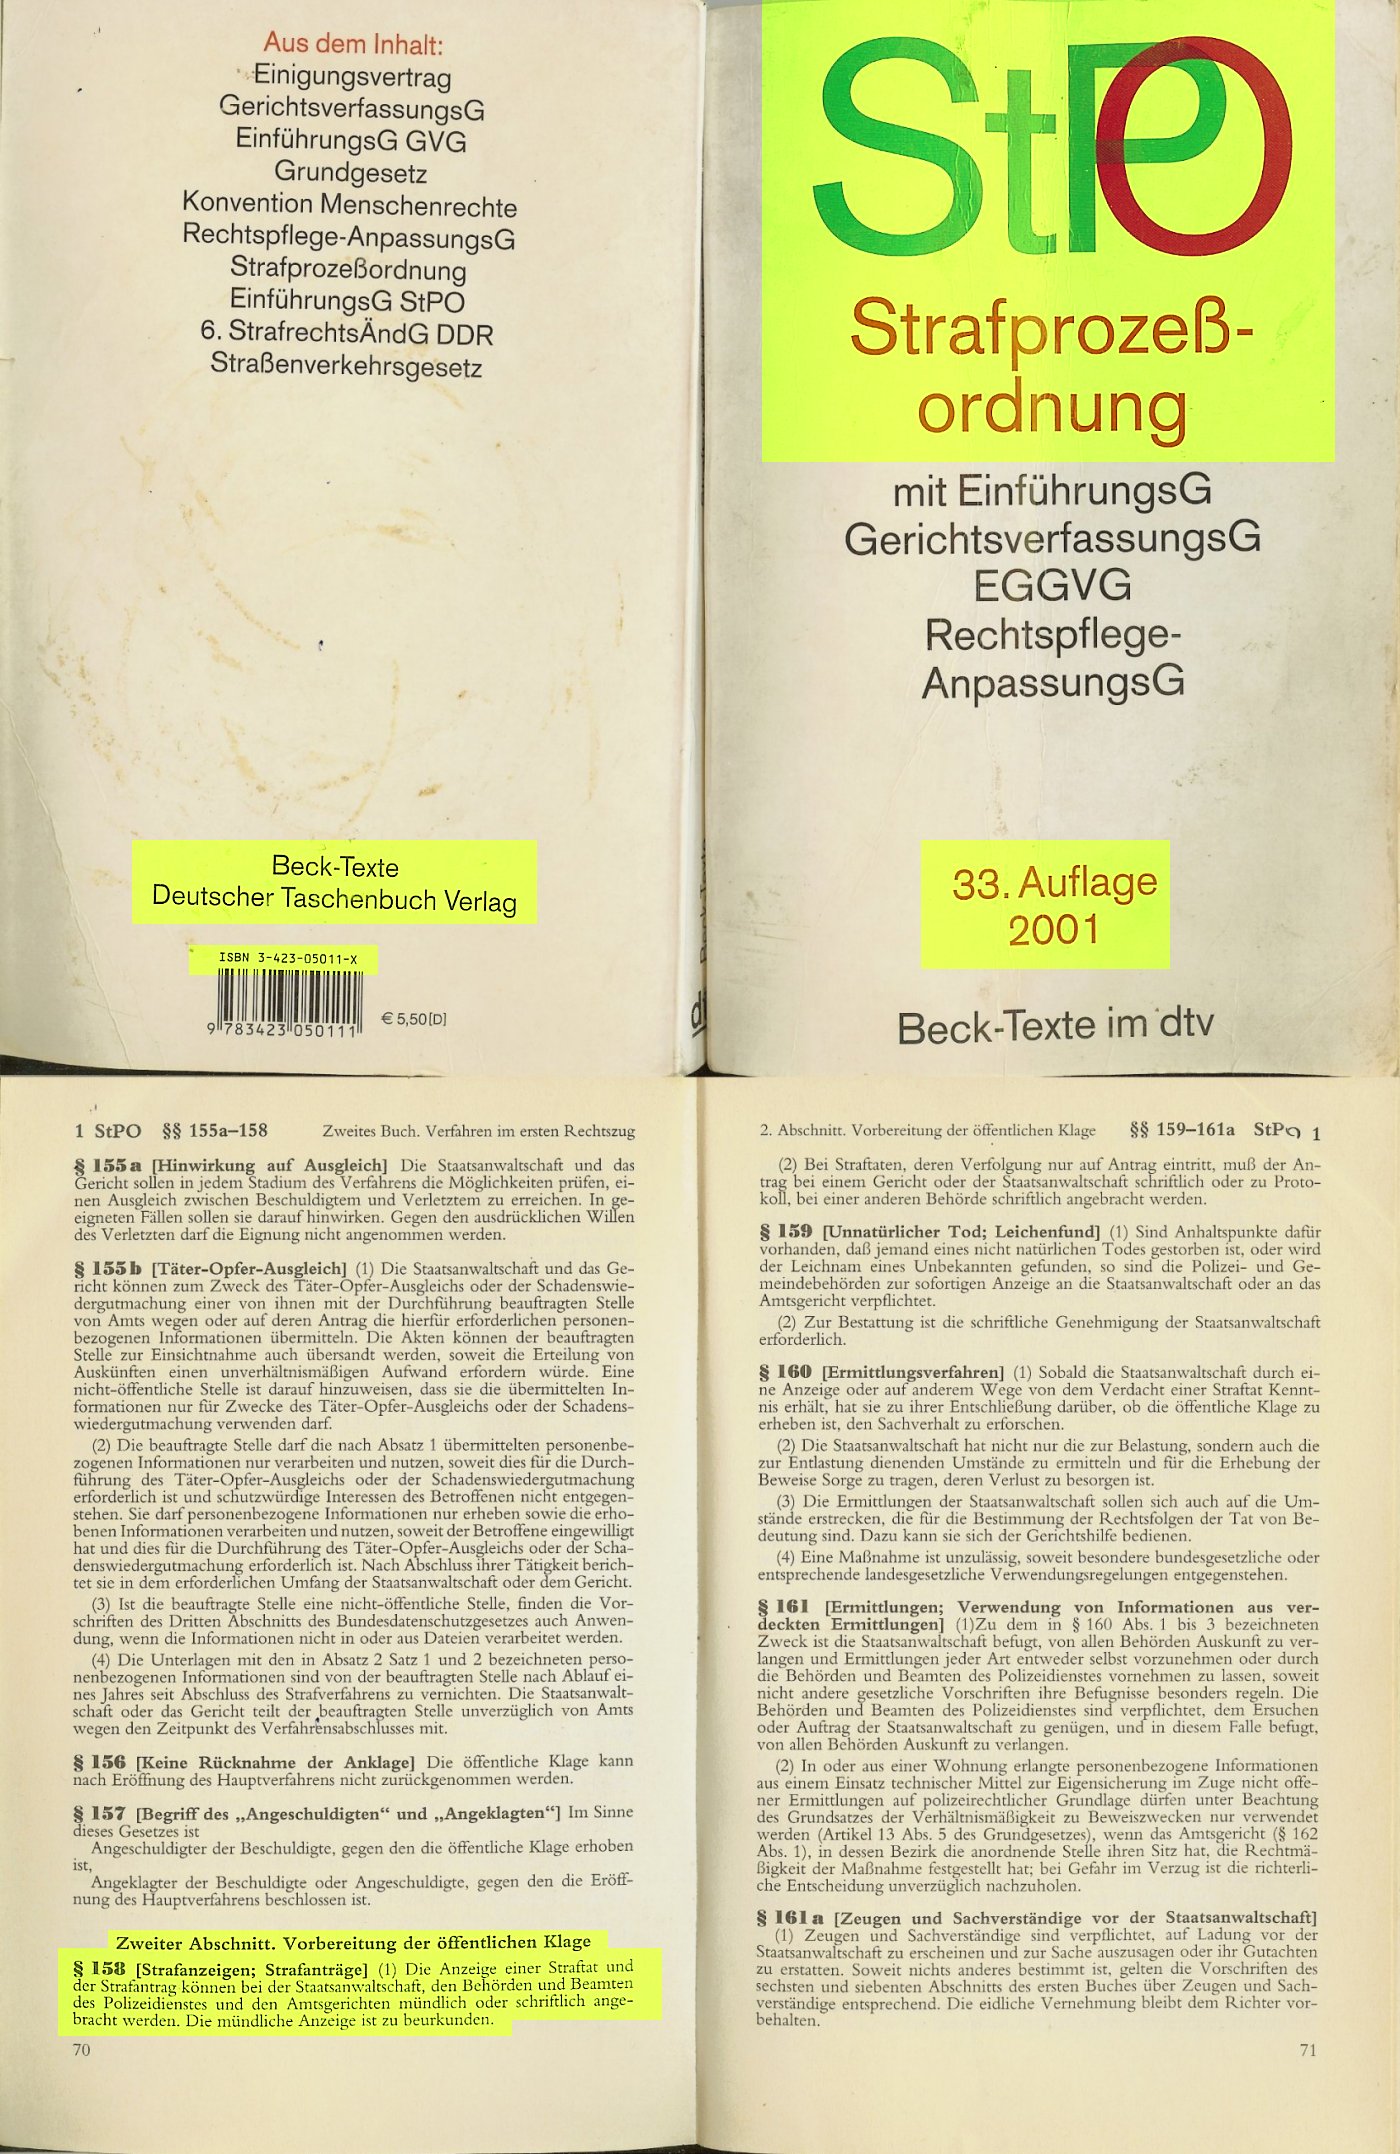 Aus dem Inhalt:
Einigungsvertrag
GerichtsverfassungsG
EinführungsG GVG
Grundgesetz
Konvention Menschenrechte
Rechtspflege-AnpassungsG
Strafprozeßordnung
EinführungsG StPO
6. StrafrechtsÄndG DDR
Straßenverkehrsgesetz
Beck-Texte
Deutscher Taschenbuch Verlag
ISBN 3-423-05011-X
9 783423 050111
€ 5,50 [D]
StPO
Strafprozeß-
ordnung
mit EinführungsG
GerichtsverfassungsG
EGGVG
Rechtspflege-
AnpassungsG
33. Auflage
2001
Beck-Texte im dtv
1 StPO §§ 155a–158 Zweites Buch. Verfahren im ersten Rechtszug
§ 155a [Hinwirkung auf Ausgleich] Die Staatsanwaltschaft und das
Gericht sollen in jedem Stadium des Verfahrens die Möglichkeiten prüfen, ei-
nen Ausgleich zwischen Beschuldigtem und Verletztem zu erreichen. In ge-
eigneten Fällen sollen sie darauf hinwirken. Gegen den ausdrücklichen Willen
des Verletzten darf die Eignung nicht angenommen werden.
§ 155b [Täter-Opfer-Ausgleich] (1) Die Staatsanwaltschaft und das Ge-
richt können zum Zweck des Täter-Opfer-Ausgleichs oder der Schadenswie-
dergutmachung einer von ihnen mit der Durchführung beauftragten Stelle
von Amts wegen oder auf deren Antrag die hierfür erforderlichen personen-
bezogenen Informationen übermitteln. Die Akten können der beauftragten
Stelle zur Einsichtnahme auch übersandt werden, soweit die Erteilung von
Auskünften einen unverhältnismäßigen Aufwand erfordern würde. Eine
nicht-öffentliche Stelle ist darauf hinzuweisen, dass sie die übermittelten In-
formationen nur für Zwecke des Täter-Opfer-Ausgleichs oder der Schadens-
wiedergutmachung verwenden darf.
(2) Die beauftragte Stelle darf die nach Absatz 1 übermittelten personenbe-
zogenen Informationen nur verarbeiten und nutzen, soweit dies für die Durch-
führung des Täter-Opfer-Ausgleichs oder der Schadenswiedergutmachung
erforderlich ist und schutzwürdige Interessen des Betroffenen nicht entgegen-
stehen. Sie darf personenbezogene Informationen nur erheben sowie die erho-
benen Informationen verarbeiten und nutzen, soweit der Betroffene eingewilligt
hat und dies für die Durchführung des Täter-Opfer-Ausgleichs oder der Scha-
denswiedergutmachung erforderlich ist. Nach Abschluss ihrer Tätigkeit berich-
tet sie in dem erforderlichen Umfang der Staatsanwaltschaft oder dem Gericht.
(3) Ist die beauftragte Stelle eine nicht-öffentliche Stelle, finden die Vor-
schriften des Dritten Abschnitts des Bundesdatenschutzgesetzes auch Anwen-
dung, wenn die Informationen nicht in oder aus Dateien verarbeitet werden.
(4) Die Unterlagen mit den in Absatz 2 Satz 1 und 2 bezeichneten perso-
nenbezogenen Informationen sind von der beauftragten Stelle nach Ablauf ei-
nes Jahres seit Abschluss des Strafverfahrens zu vernichten. Die Staatsanwalt-
schaft oder das Gericht teilt der beauftragten Stelle unverzüglich von Amts
wegen den Zeitpunkt des Verfahrensabschlusses mit.
§ 156 [Keine Rücknahme der Anklage] Die öffentliche Klage kann
nach Eröffnung des Hauptverfahrens nicht zurückgenommen werden.
§ 157 [Begriff des „Angeschuldigten“ und „Angeklagten“] Im Sinne
dieses Gesetzes ist
Angeschuldigter der Beschuldigte, gegen den die öffentliche Klage erhoben
ist,
Angeklagter der Beschuldigte oder Angeschuldigte, gegen den die Eröff-
nung des Hauptverfahrens beschlossen ist.
Zweiter Abschnitt. Vorbereitung der öffentlichen Klage
§ 158 [Strafanzeigen; Strafanträge] (1) Die Anzeige einer Straftat und
der Strafantrag können bei der Staatsanwaltschaft, den Behörden und Beamten
des Polizeidienstes und den Amtsgerichten mündlich oder schriftlich ange-
bracht werden. Die mündliche Anzeige ist zu beurkunden.
70
2. Abschnitt. Vorbereitung der öffentlichen Klage §§ 159–161a StPO 1
(2) Bei Straftaten, deren Verfolgung nur auf Antrag eintritt, muß der An-
trag bei einem Gericht oder der Staatsanwaltschaft schriftlich oder zu Proto-
koll, bei einer anderen Behörde schriftlich angebracht werden.
§ 159 [Unnatürlicher Tod; Leichenfund] (1) Sind Anhaltspunkte dafür
vorhanden, daß jemand eines nicht natürlichen Todes gestorben ist, oder wird
der Leichnam eines Unbekannten gefunden, so sind die Polizei- und Ge-
meindebehörden zur sofortigen Anzeige an die Staatsanwaltschaft oder an das
Amtsgericht verpflichtet.
(2) Zur Bestattung ist die schriftliche Genehmigung der Staatsanwaltschaft
erforderlich.
§ 160 [Ermittlungsverfahren] (1) Sobald die Staatsanwaltschaft durch ei-
ne Anzeige oder auf anderem Wege von dem Verdacht einer Straftat Kennt-
nis erhält, hat sie zu ihrer Entschließung darüber, ob die öffentliche Klage zu
erheben ist, den Sachverhalt zu erforschen.
(2) Die Staatsanwaltschaft hat nicht nur die zur Belastung, sondern auch die
zur Entlastung dienenden Umstände zu ermitteln und für die Erhebung der
Beweise Sorge zu tragen, deren Verlust zu besorgen ist.
(3) Die Ermittlungen der Staatsanwaltschaft sollen sich auch auf die Um-
stände erstrecken, die für die Bestimmung der Rechtsfolgen der Tat von Be-
deutung sind. Dazu kann sie sich der Gerichtshilfe bedienen.
(4) Eine Maßnahme ist unzulässig, soweit besondere bundesgesetzliche oder
entsprechende landesgesetzliche Verwendungsregelungen entgegenstehen.
§ 161 [Ermittlungen; Verwendung von Informationen aus ver-
deckten Ermittlungen] (1)Zu dem in § 160 Abs. 1 bis 3 bezeichneten
Zweck ist die Staatsanwaltschaft befugt, von allen Behörden Auskunft zu ver-
langen und Ermittlungen jeder Art entweder selbst vorzunehmen oder durch
die Behörden und Beamten des Polizeidienstes vornehmen zu lassen, soweit
nicht andere gesetzliche Vorschriften ihre Befugnisse besonders regeln. Die
Behörden und Beamten des Polizeidienstes sind verpflichtet, dem Ersuchen
oder Auftrag der Staatsanwaltschaft zu genügen, und in diesem Falle befugt,
von allen Behörden Auskunft zu verlangen.
(2) In oder aus einer Wohnung erlangte personenbezogene Informationen
aus einem Einsatz technischer Mittel zur Eigensicherung im Zuge nicht offe-
ner Ermittlungen auf polizeirechtlicher Grundlage dürfen unter Beachtung
des Grundsatzes der Verhältnismäßigkeit zu Beweiszwecken nur verwendet
werden (Artikel 13 Abs. 5 des Grundgesetzes), wenn das Amtsgericht (§ 162
Abs. 1), in dessen Bezirk die anordnende Stelle ihren Sitz hat, die Rechtmä-
ßigkeit der Maßnahme festgestellt hat; bei Gefahr im Verzug ist die richterli-
che Entscheidung unverzüglich nachzuholen.
§ 161a [Zeugen und Sachverständige vor der Staatsanwaltschaft]
(1) Zeugen und Sachverständige sind verpflichtet, auf Ladung vor der
Staatsanwaltschaft zu erscheinen und zur Sache auszusagen oder ihr Gutachten
zu erstatten. Soweit nichts anderes bestimmt ist, gelten die Vorschriften des
sechsten und siebenten Abschnitts des ersten Buches über Zeugen und Sach-
verständige entsprechend. Die eidliche Vernehmung bleibt dem Richter vor-
behalten.
71